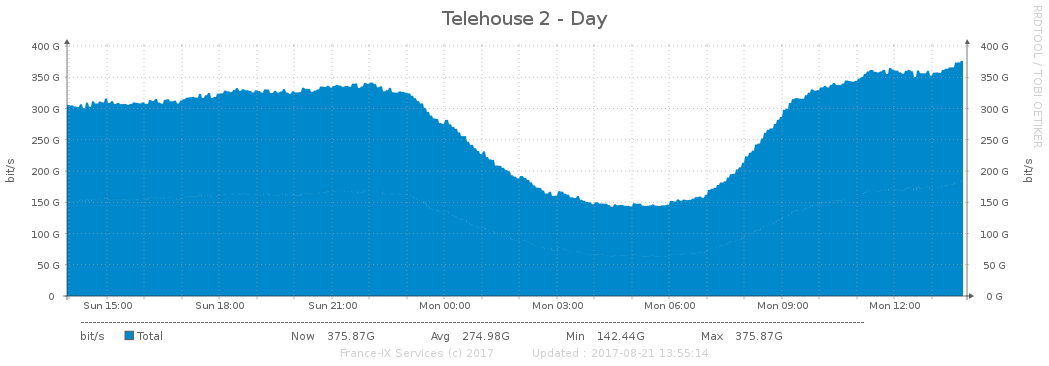 Telehouse 2 - Day
RRDTOOL / TOBI OETIKER
400 G 400 G
350 G 350 G
300 G 300 G
250 G 250 G
200 G 200 G
150 G 150 G
100 G 100 G
50 G 50 G
0 0 G
bit/s bit/s
Sun 15:00 Sun 18:00 Sun 21:00 Mon 00:00 Mon 03:00 Mon 06:00 Mon 09:00 Mon 12:00
bit/s Total Now 375.87G Avg 274.98G Min 142.44G Max 375.87G
France-IX Services (c) 2017 Updated : 2017-08-21 13:55:14